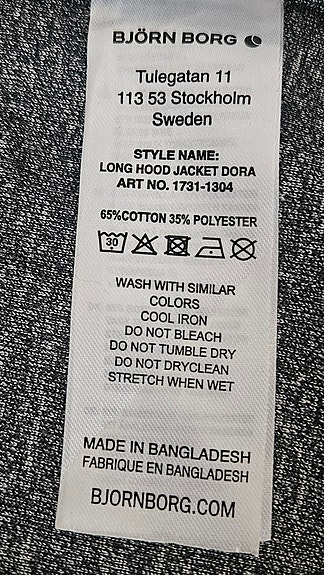 BJÖRN BORG
Tulegatan 11
113 53 Stockholm
Sweden
STYLE NAME:
LONG HOOD JACKET DORA
ART NO. 1731-1304
65%COTTON 35% POLYESTER
30
WASH WITH SIMILAR
COLORS
COOL IRON
DO NOT BLEACH
DO NOT TUMBLE DRY
DO NOT DRYCLEAN
STRETCH WHEN WET
MADE IN BANGLADESH
FABRIQUE EN BANGLADESH
BJORNBORG.COM